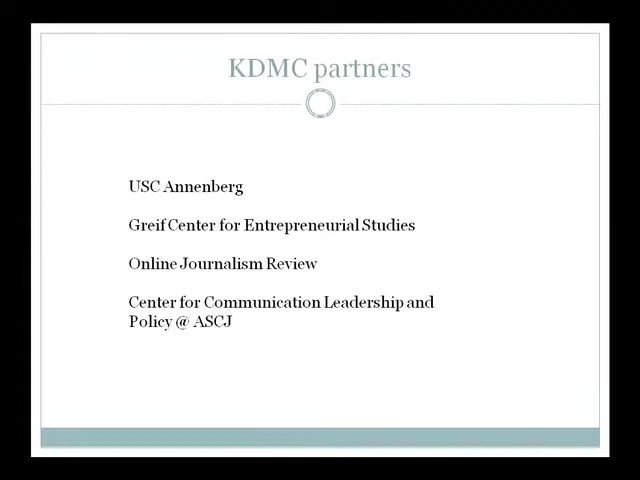 KDMC partners
USC Annenberg
Greif Center for Entrepreneurial Studies
Online Journalism Review
Center for Communication Leadership and
Policy @ ASCJ